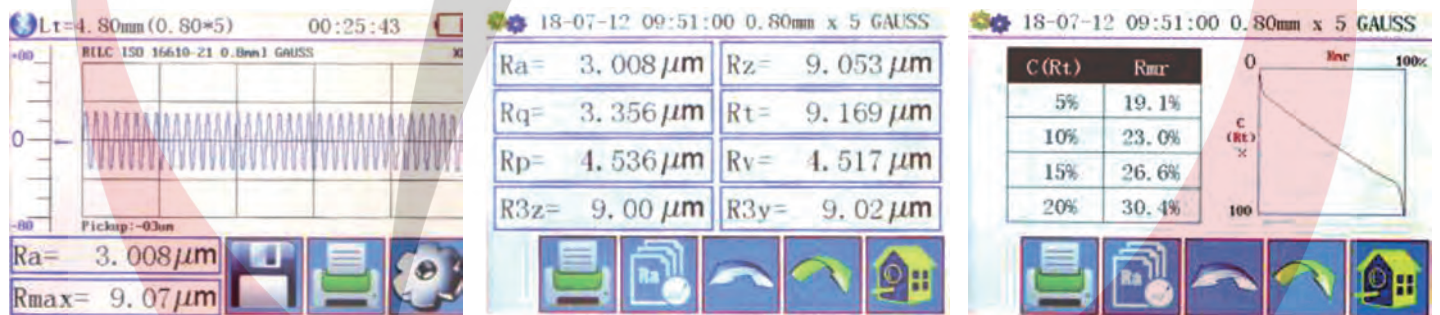 Lt=4.80mm(0.80*5) 00:25:43
+80 R[LC ISO 16610-21 0.8mm] GAUSS
0
-80 Pickup:-03um
Ra= 3.008μm
Rmax= 9.07μm
18-07-12 09:51:00 0.80mm x 5 GAUSS
Ra= 3.008μm Rz= 9.053μm
Rq= 3.356μm Rt= 9.169μm
Rp= 4.536μm Rv= 4.517μm
R3z= 9.00μm R3y= 9.02μm
Ra
18-07-12 09:51:00 0.80mm x 5 GAUSS
C(Rt) Rmr
5% 19.1%
10% 23.0%
15% 26.6%
20% 30.4%
0 Rmr 100%
C
(Rt)
%
100
Ra